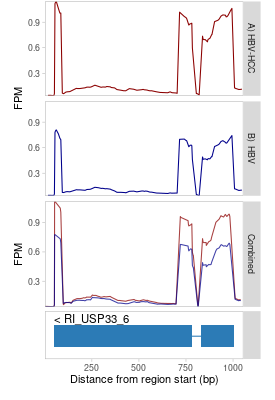 0.9
0.6
0.3
A) HBV-HCC
FPM
0.9
0.6
0.3
B) HBV
0.9
0.6
0.3
Combined
FPM
< RI_USP33_6
250
500
750
1000
Distance from region start (bp)